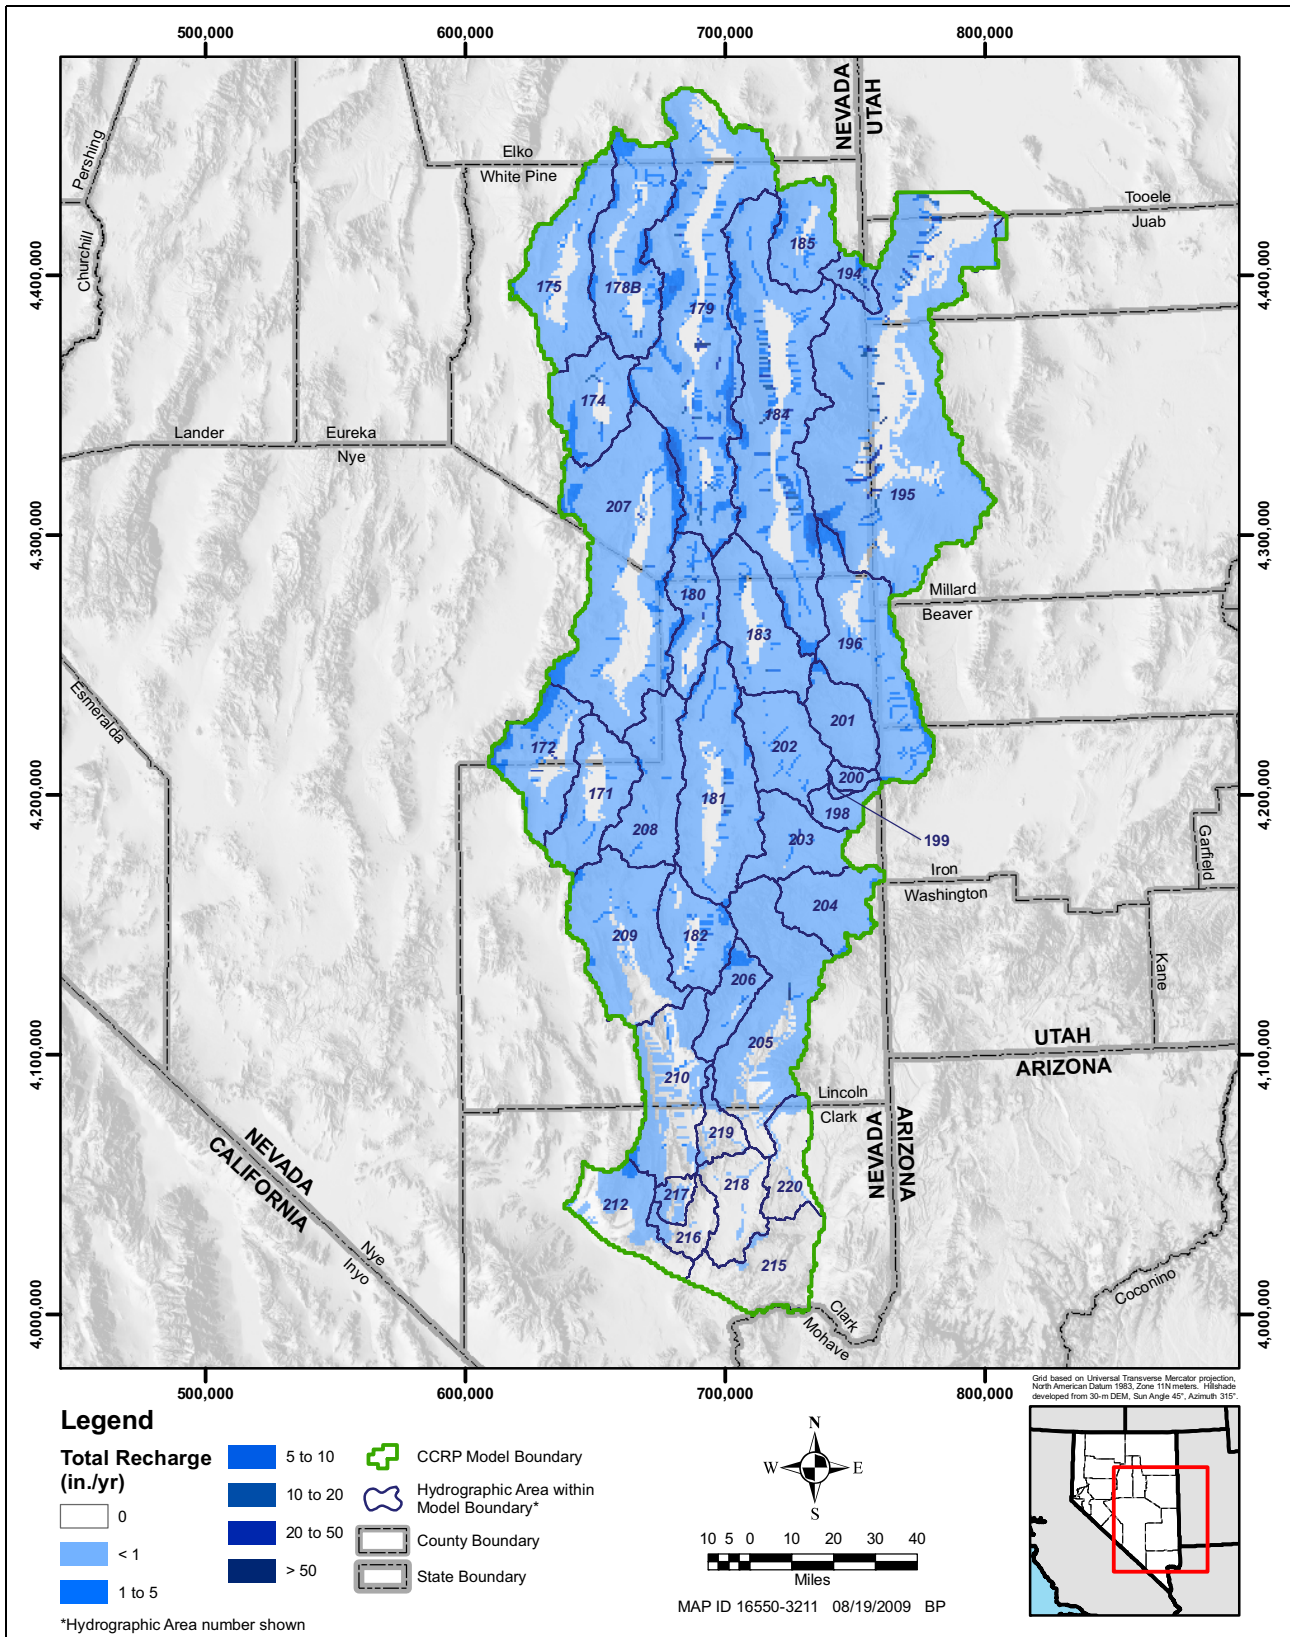 500,000
600,000
700,000
800,000
NEVADA
UTAH
Pershing
Churchill
Elko
White Pine
Tooele
Juab
4,400,000
4,400,000
185
194
175
178B
179
174
184
Lander
Eureka
Nye
195
207
4,300,000
4,300,000
180
183
196
Millard
Beaver
Esmeralda
172
201
202
200
171
181
198
199
208
203
4,200,000
4,200,000
Garfield
Iron
Washington
204
209
182
206
Kane
205
UTAH
ARIZONA
4,100,000
4,100,000
210
Lincoln
Clark
219
NEVADA
ARIZONA
NEVADA
CALIFORNIA
212
217
218
220
216
215
Nye
Inyo
Clark
Mohave
Coconino
4,000,000
4,000,000
500,000
600,000
700,000
800,000
Grid based on Universal Transverse Mercator projection,
North American Datum 1983, Zone 11N meters. Hillshade
developed from 30-m DEM, Sun Angle 45°, Azimuth 315°.
Legend
Total Recharge
(in./yr)
0
< 1
1 to 5
5 to 10
10 to 20
20 to 50
> 50
CCRP Model Boundary
Hydrographic Area within
Model Boundary*
County Boundary
State Boundary
*Hydrographic Area number shown
N
W
E
S
10 5 0 10 20 30 40
Miles
MAP ID 16550-3211 08/19/2009 BP